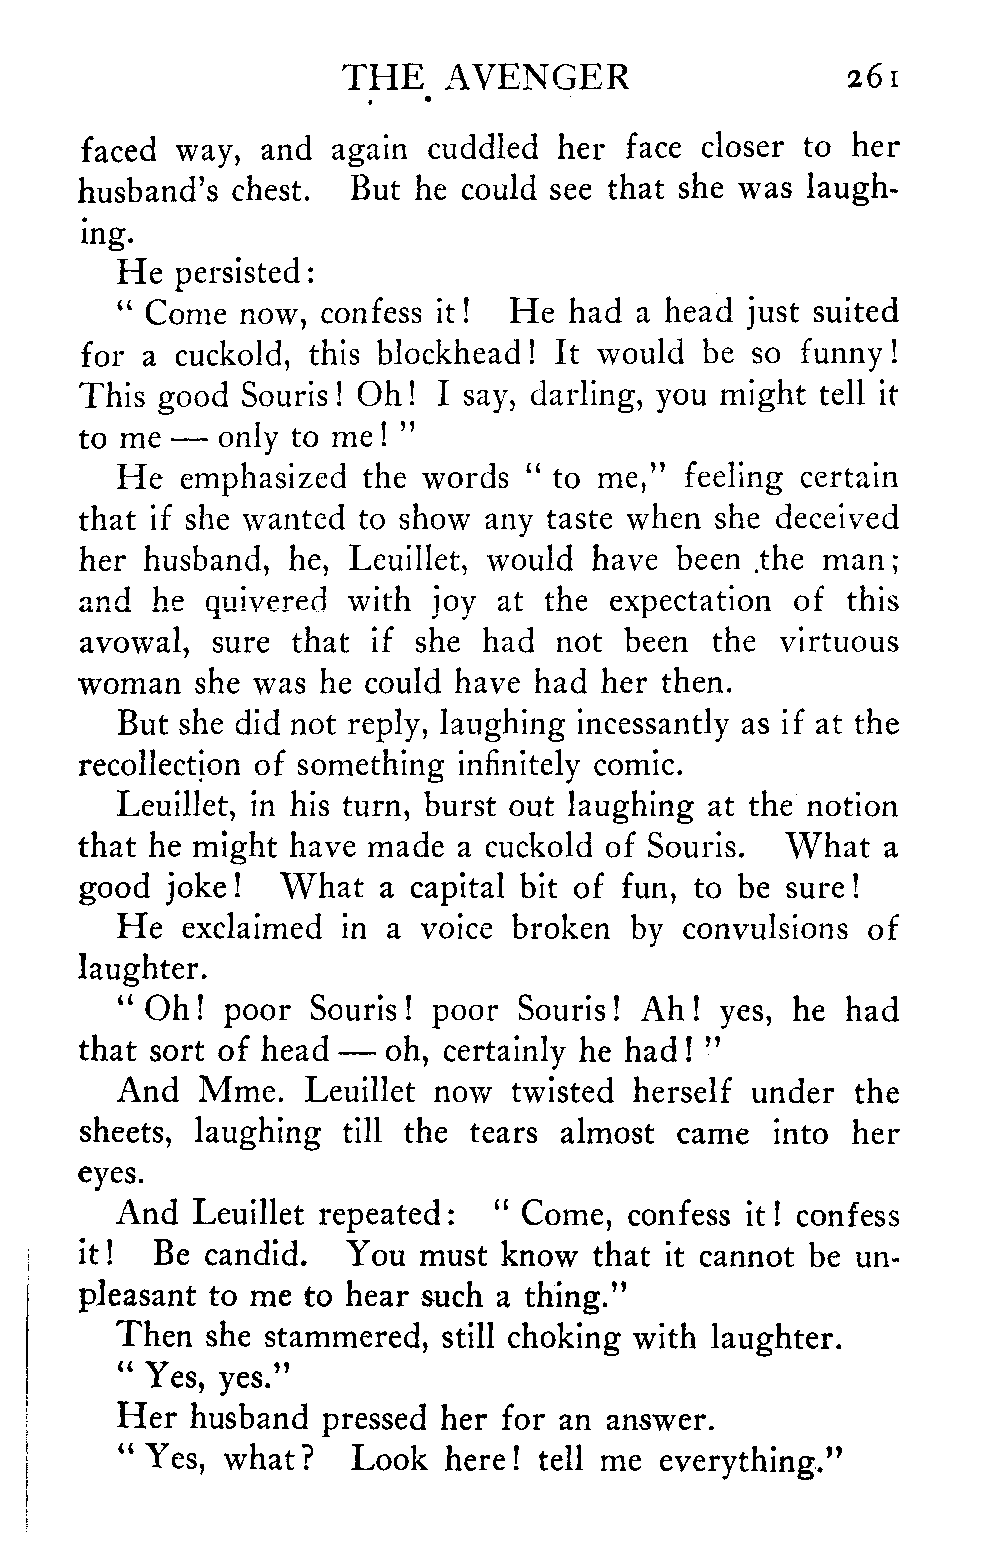 THE AVENGER 261
faced way, and again cuddled her face closer to her
husband's chest. But he could see that she was laugh-
ing.
He persisted:
" Come now, confess it! He had a head just suited
for a cuckold, this blockhead! It would be so funny!
This good Souris! Oh! I say, darling, you might tell it
to me — only to me! "
He emphasized the words " to me," feeling certain
that if she wanted to show any taste when she deceived
her husband, he, Leuillet, would have been the man;
and he quivered with joy at the expectation of this
avowal, sure that if she had not been the virtuous
woman she was he could have had her then.
But she did not reply, laughing incessantly as if at the
recollection of something infinitely comic.
Leuillet, in his turn, burst out laughing at the notion
that he might have made a cuckold of Souris. What a
good joke! What a capital bit of fun, to be sure!
He exclaimed in a voice broken by convulsions of
laughter.
" Oh! poor Souris! poor Souris! Ah! yes, he had
that sort of head — oh, certainly he had! "
And Mme. Leuillet now twisted herself under the
sheets, laughing till the tears almost came into her
eyes.
And Leuillet repeated: " Come, confess it! confess
it! Be candid. You must know that it cannot be un-
pleasant to me to hear such a thing."
Then she stammered, still choking with laughter.
" Yes, yes."
Her husband pressed her for an answer.
" Yes, what? Look here! tell me everything."